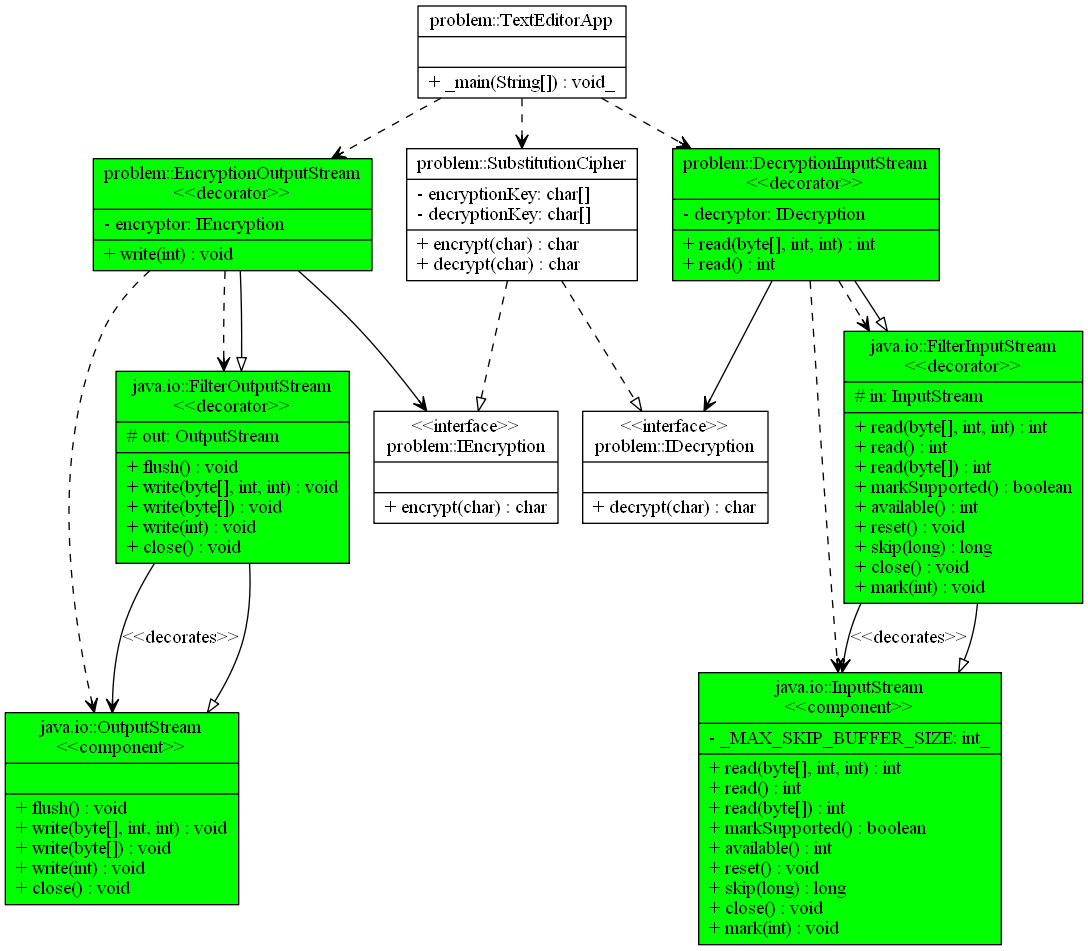 problem::TextEditorApp
+ _main(String[]) : void_
problem::EncryptionOutputStream
<<decorator>>
- encryptor: IEncryption
+ write(int) : void
problem::SubstitutionCipher
- encryptionKey: char[]
- decryptionKey: char[]
+ encrypt(char) : char
+ decrypt(char) : char
problem::DecryptionInputStream
<<decorator>>
- decryptor: IDecryption
+ read(byte[], int, int) : int
+ read() : int
java.io::FilterOutputStream
<<decorator>>
# out: OutputStream
+ flush() : void
+ write(byte[], int, int) : void
+ write(byte[]) : void
+ write(int) : void
+ close() : void
<<interface>>
problem::IEncryption
+ encrypt(char) : char
<<interface>>
problem::IDecryption
+ decrypt(char) : char
java.io::FilterInputStream
<<decorator>>
# in: InputStream
+ read(byte[], int, int) : int
+ read() : int
+ read(byte[]) : int
+ markSupported() : boolean
+ available() : int
+ reset() : void
+ skip(long) : long
+ close() : void
+ mark(int) : void
<<decorates>>
<<decorates>>
java.io::OutputStream
<<component>>
+ flush() : void
+ write(byte[], int, int) : void
+ write(byte[]) : void
+ write(int) : void
+ close() : void
java.io::InputStream
<<component>>
- _MAX_SKIP_BUFFER_SIZE: int_
+ read(byte[], int, int) : int
+ read() : int
+ read(byte[]) : int
+ markSupported() : boolean
+ available() : int
+ reset() : void
+ skip(long) : long
+ close() : void
+ mark(int) : void